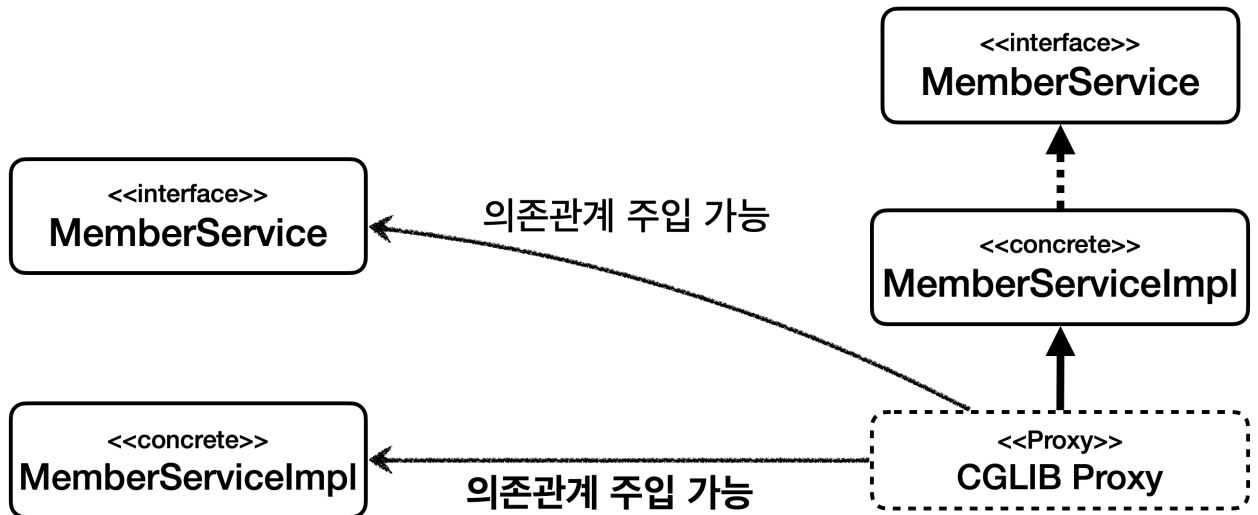 <<interface>>
MemberService
<<interface>>
MemberService
의존관계 주입 가능
<<concrete>>
MemberServiceImpl
<<concrete>>
MemberServiceImpl
의존관계 주입 가능
<<Proxy>>
CGLIB Proxy